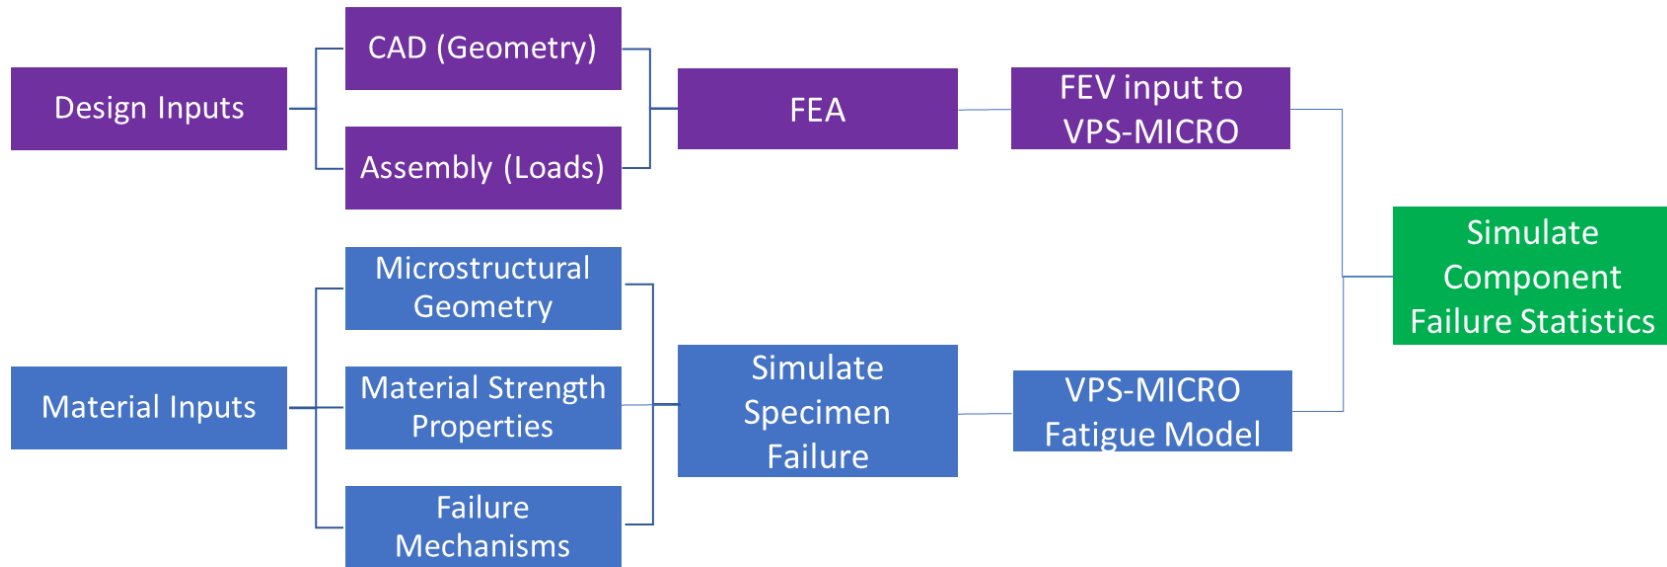 Design Inputs
CAD (Geometry)
Assembly (Loads)
FEA
FEV input to
VPS-MICRO
Material Inputs
Microstructural
Geometry
Material Strength
Properties
Failure
Mechanisms
Simulate
Specimen
Failure
VPS-MICRO
Fatigue Model
Simulate
Component
Failure Statistics